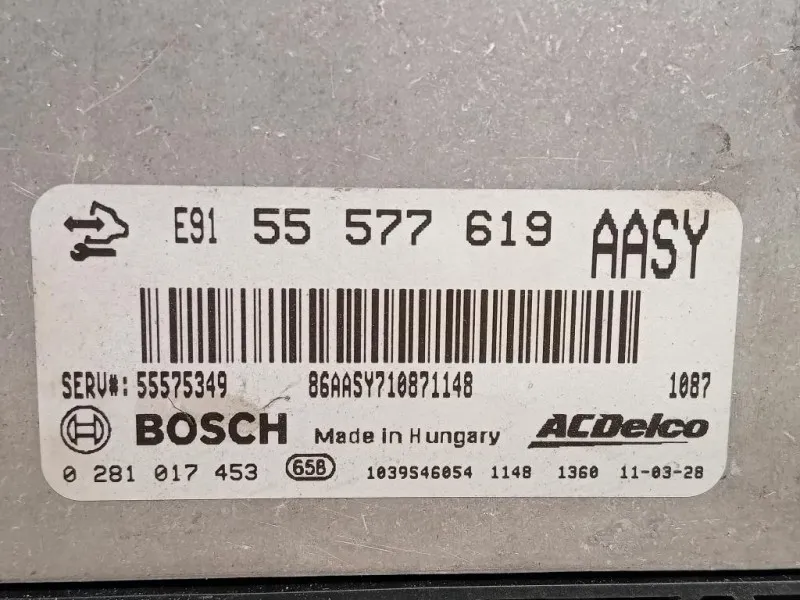 E91 55 577 619 AASY
SERV#: 55575349 86AASY710871148 1087
BOSCH Made in Hungary ACDelco
0 281 017 453 658 1039S46054 1148 1360 11-03-28